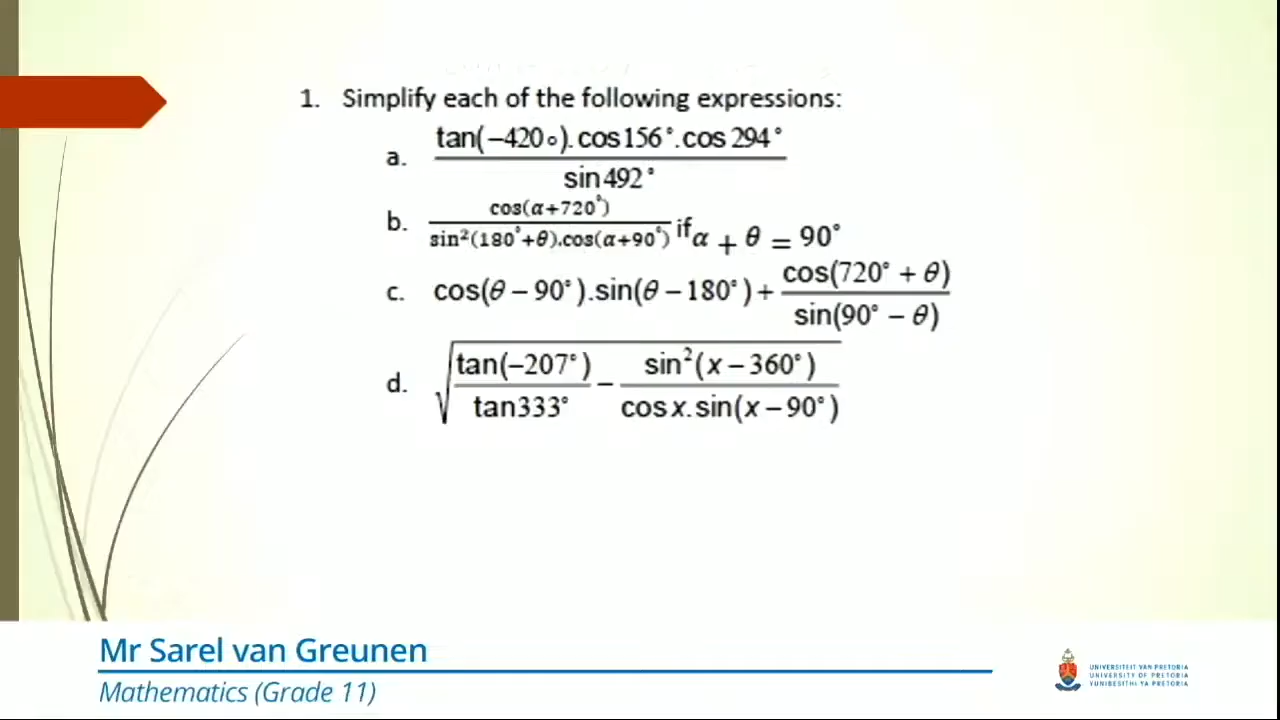 1. Simplify each of the following expressions:
a. tan(−420∘).cos156°.cos294° / sin492°
b. cos(α+720°) / sin²(180°+θ).cos(α+90°) if α + θ = 90°
c. cos(θ − 90°).sin(θ − 180°) + cos(720° + θ) / sin(90° − θ)
d. √(tan(−207°) / tan333° − sin²(x − 360°) / cosx.sin(x − 90°))
Mr Sarel van Greunen
Mathematics (Grade 11)
UNIVERSITEIT VAN PRETORIA
UNIVERSITY OF PRETORIA
YUNIBESITHI YA PRETORIA